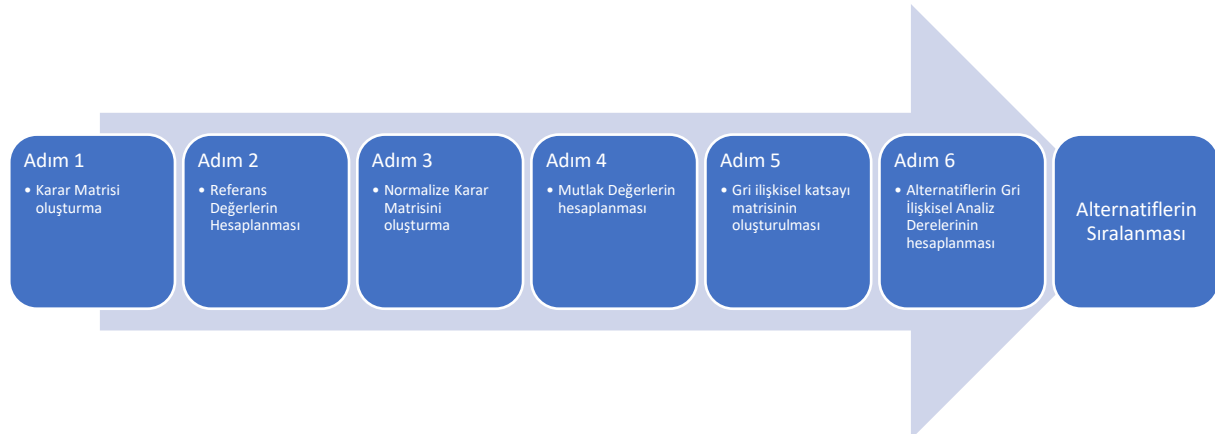 Adım 1
• Karar Matrisi
oluşturma
Adım 2
• Referans
Değerlerin
Hesaplanması
Adım 3
• Normalize Karar
Matrisini
oluşturma
Adım 4
• Mutlak Değerlerin
hesaplanması
Adım 5
• Gri ilişkisel katsayı
matrisinin
oluşturulması
Adım 6
• Alternatiflerin Gri
İlişkisel Analiz
Derelerinin
hesaplanması
Alternatiflerin
Sıralanması